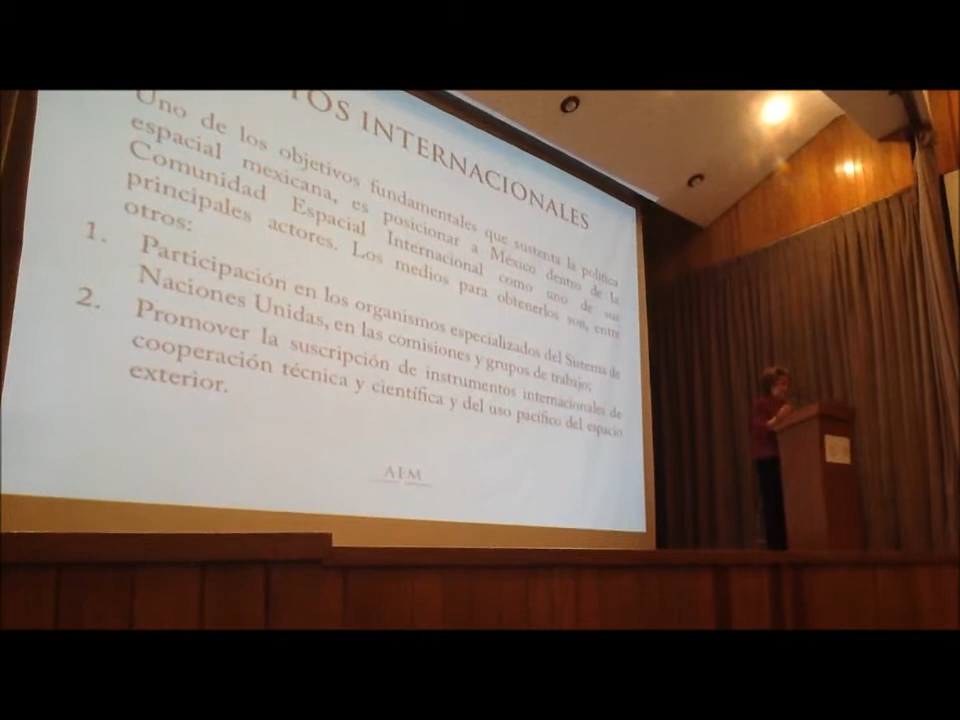 TOS INTERNACIONALES
Uno de los objetivos fundamentales que sustenta la política
espacial mexicana, es posicionar a México dentro de la
Comunidad Espacial Internacional como uno de sus
principales actores. Los medios para obtenerlos son, entre
otros:
1. Participación en los organismos especializados del Sistema de
Naciones Unidas, en las comisiones y grupos de trabajo;
2. Promover la suscripción de instrumentos internacionales de
cooperación técnica y científica y del uso pacífico del espacio
exterior.
AEM